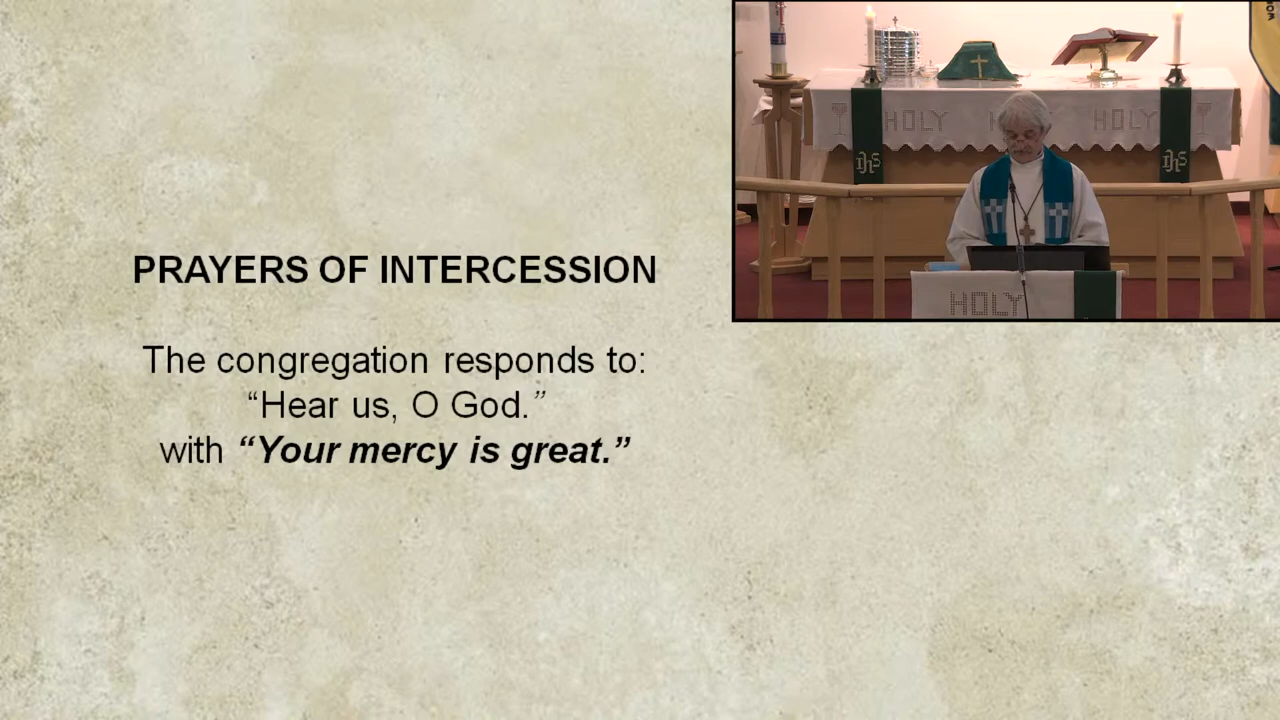 PRAYERS OF INTERCESSION
The congregation responds to:
“Hear us, O God.”
with “Your mercy is great.”
HOLY
HOLY
IHS
IHS
HOLY